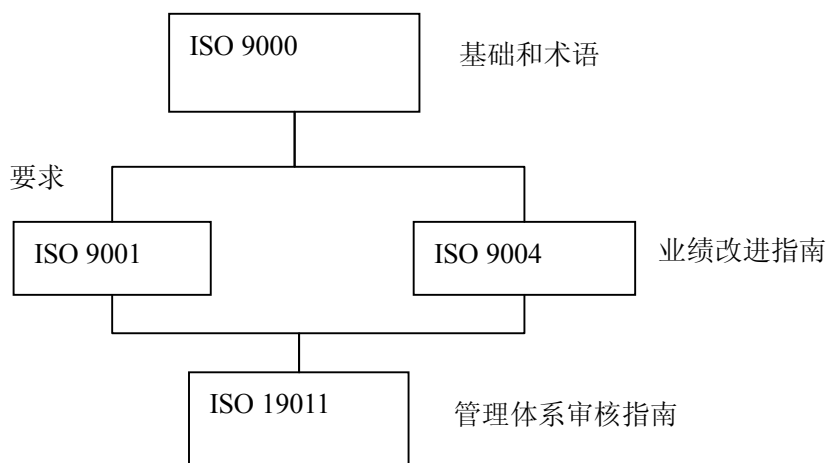 ISO 9000
基础和术语
要求
ISO 9001
ISO 9004
业绩改进指南
ISO 19011
管理体系审核指南